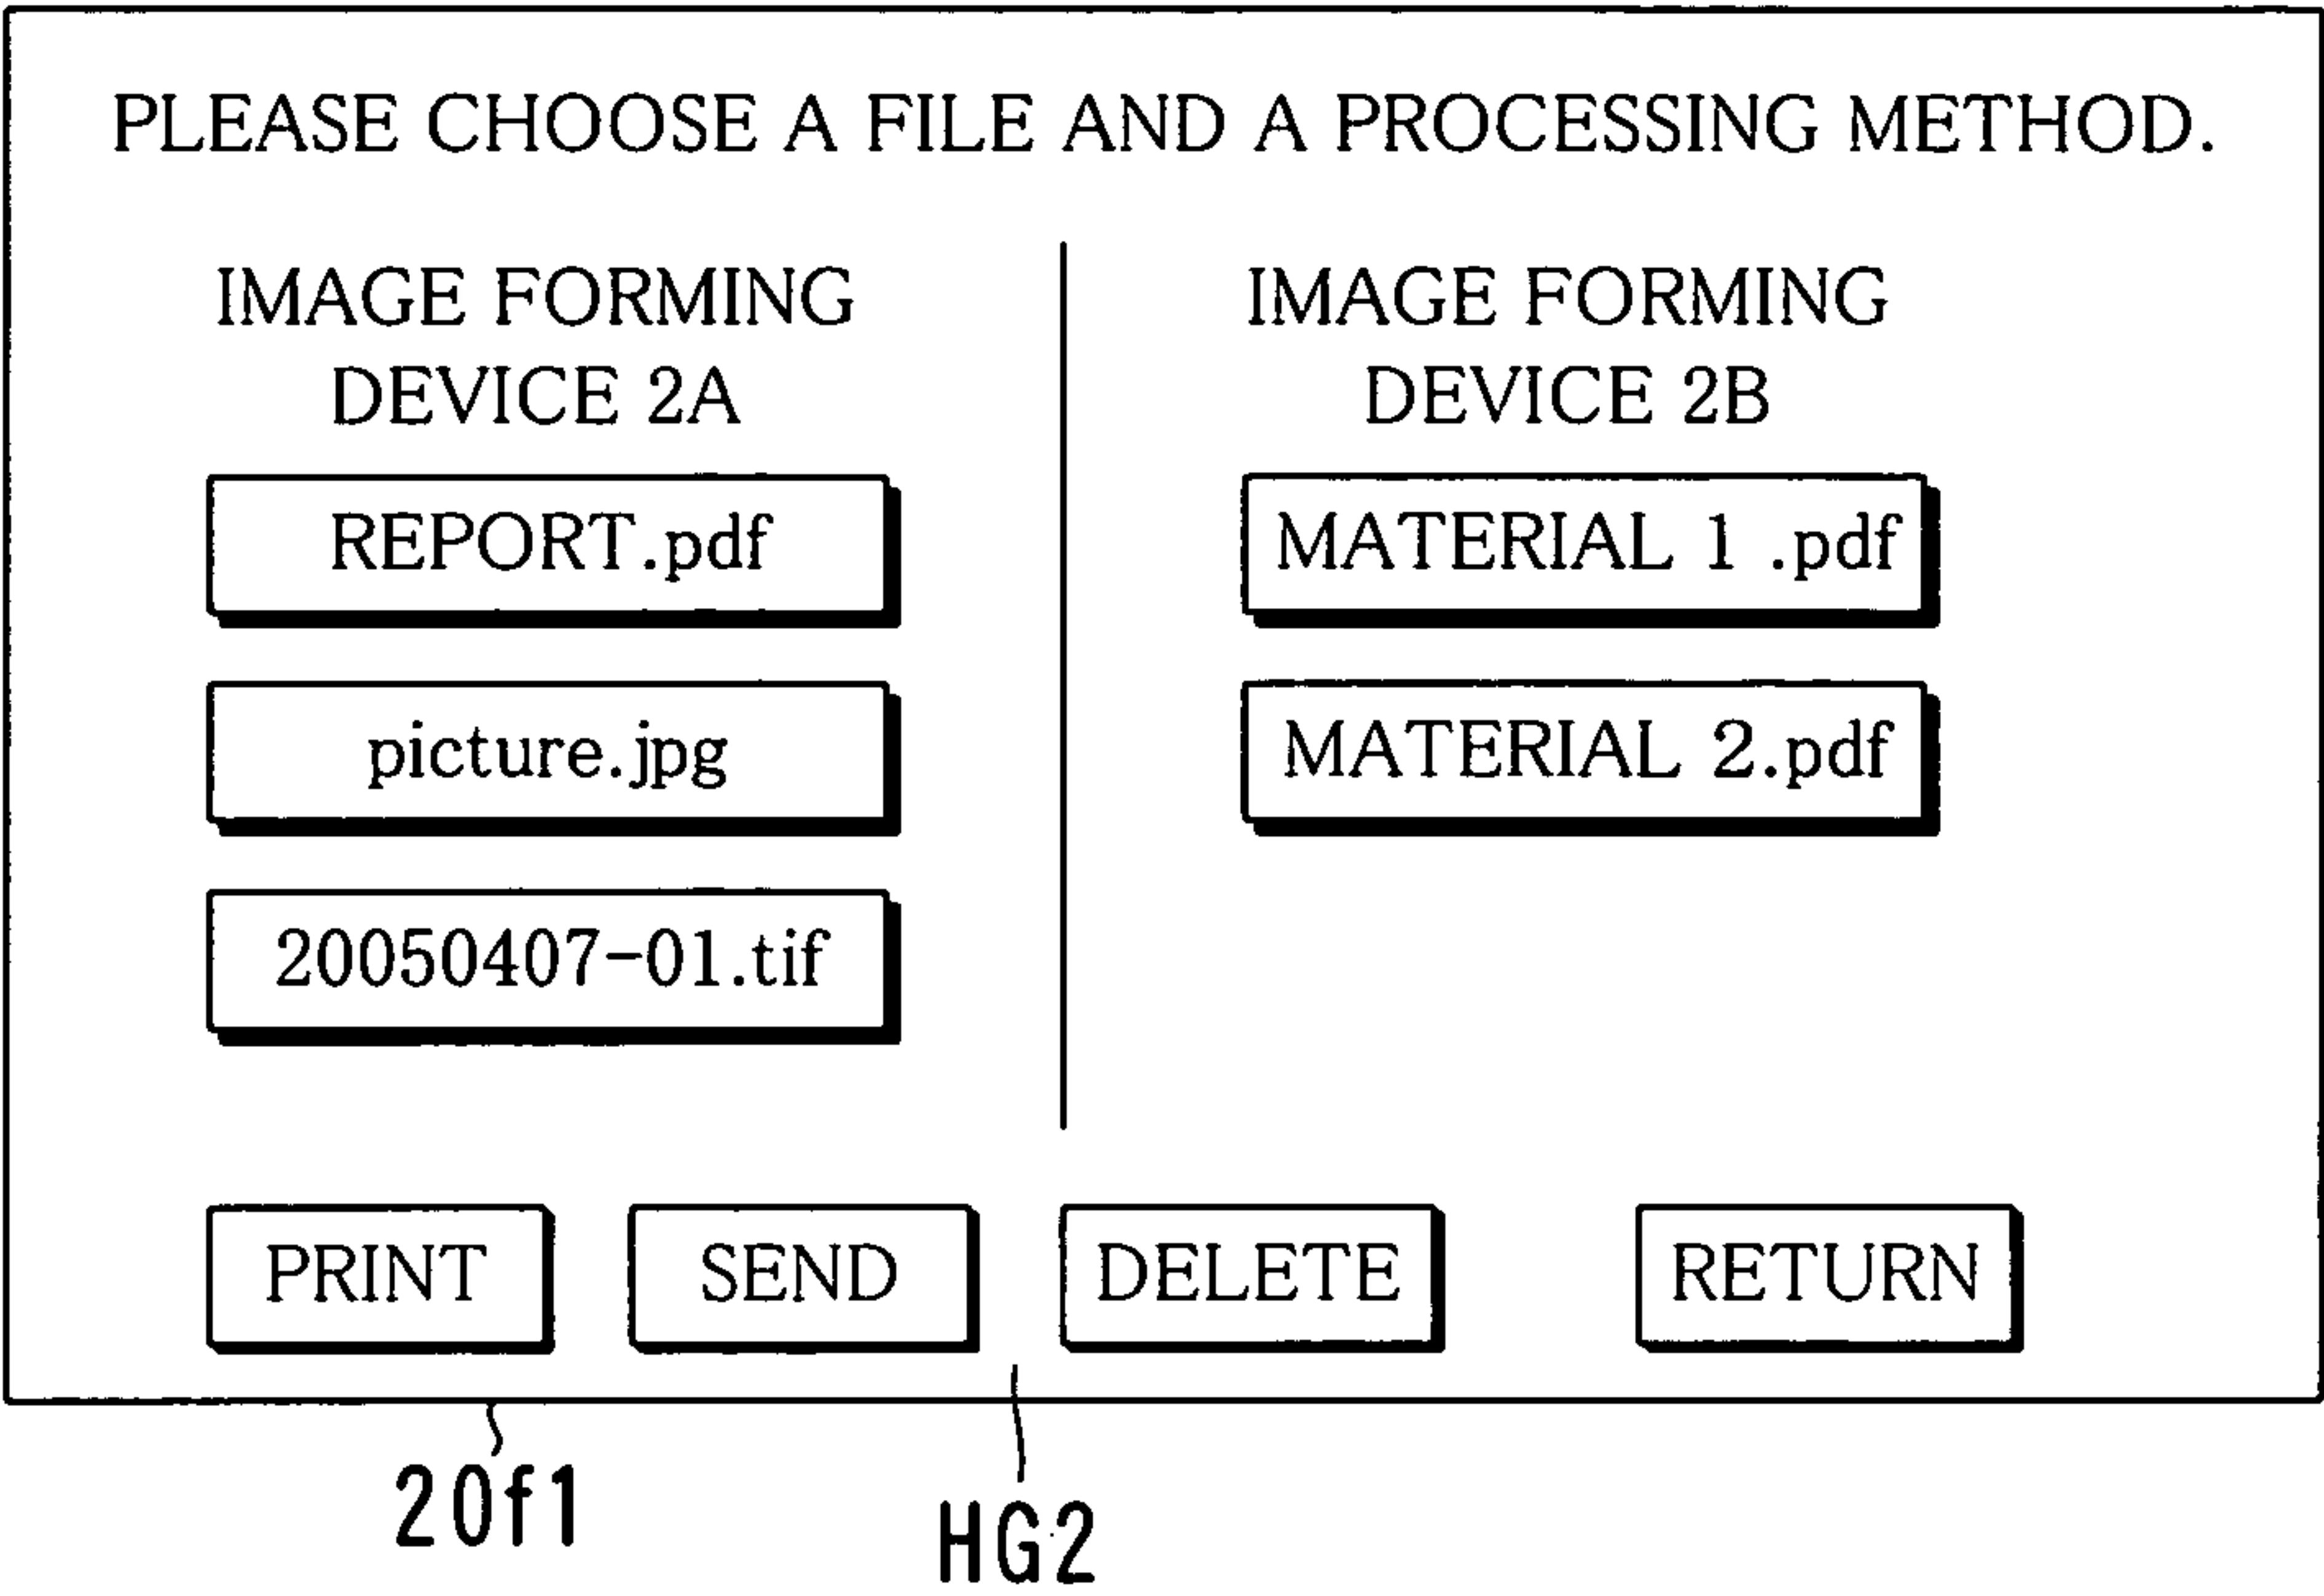 PLEASE CHOOSE A FILE AND A PROCESSING METHOD.
IMAGE FORMING
DEVICE 2A
REPORT.pdf
picture.jpg
20050407-01.tif
IMAGE FORMING
DEVICE 2B
MATERIAL 1 .pdf
MATERIAL 2.pdf
PRINT
SEND
DELETE
RETURN
20f1
HG2